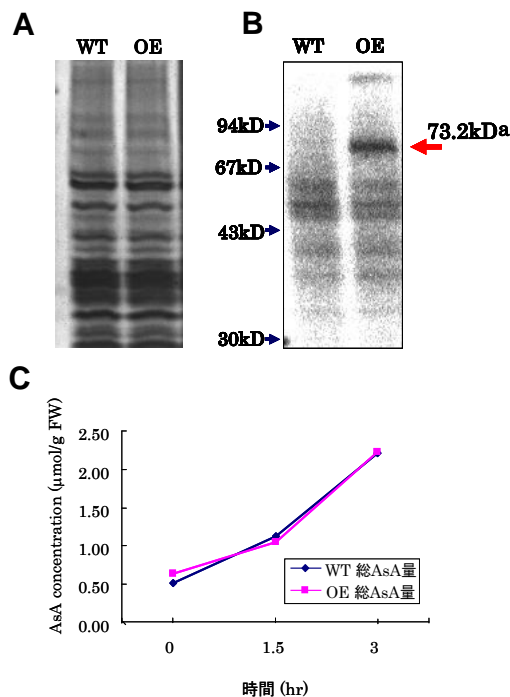 A
WT OE
B
WT OE
94kD
73.2kDa
67kD
43kD
30kD
C
AsA concentration (μmol/g FW)
2.50
2.00
1.50
1.00
0.50
0.00
WT 総AsA量
OE 総AsA量
0 1.5 3
時間 (hr)